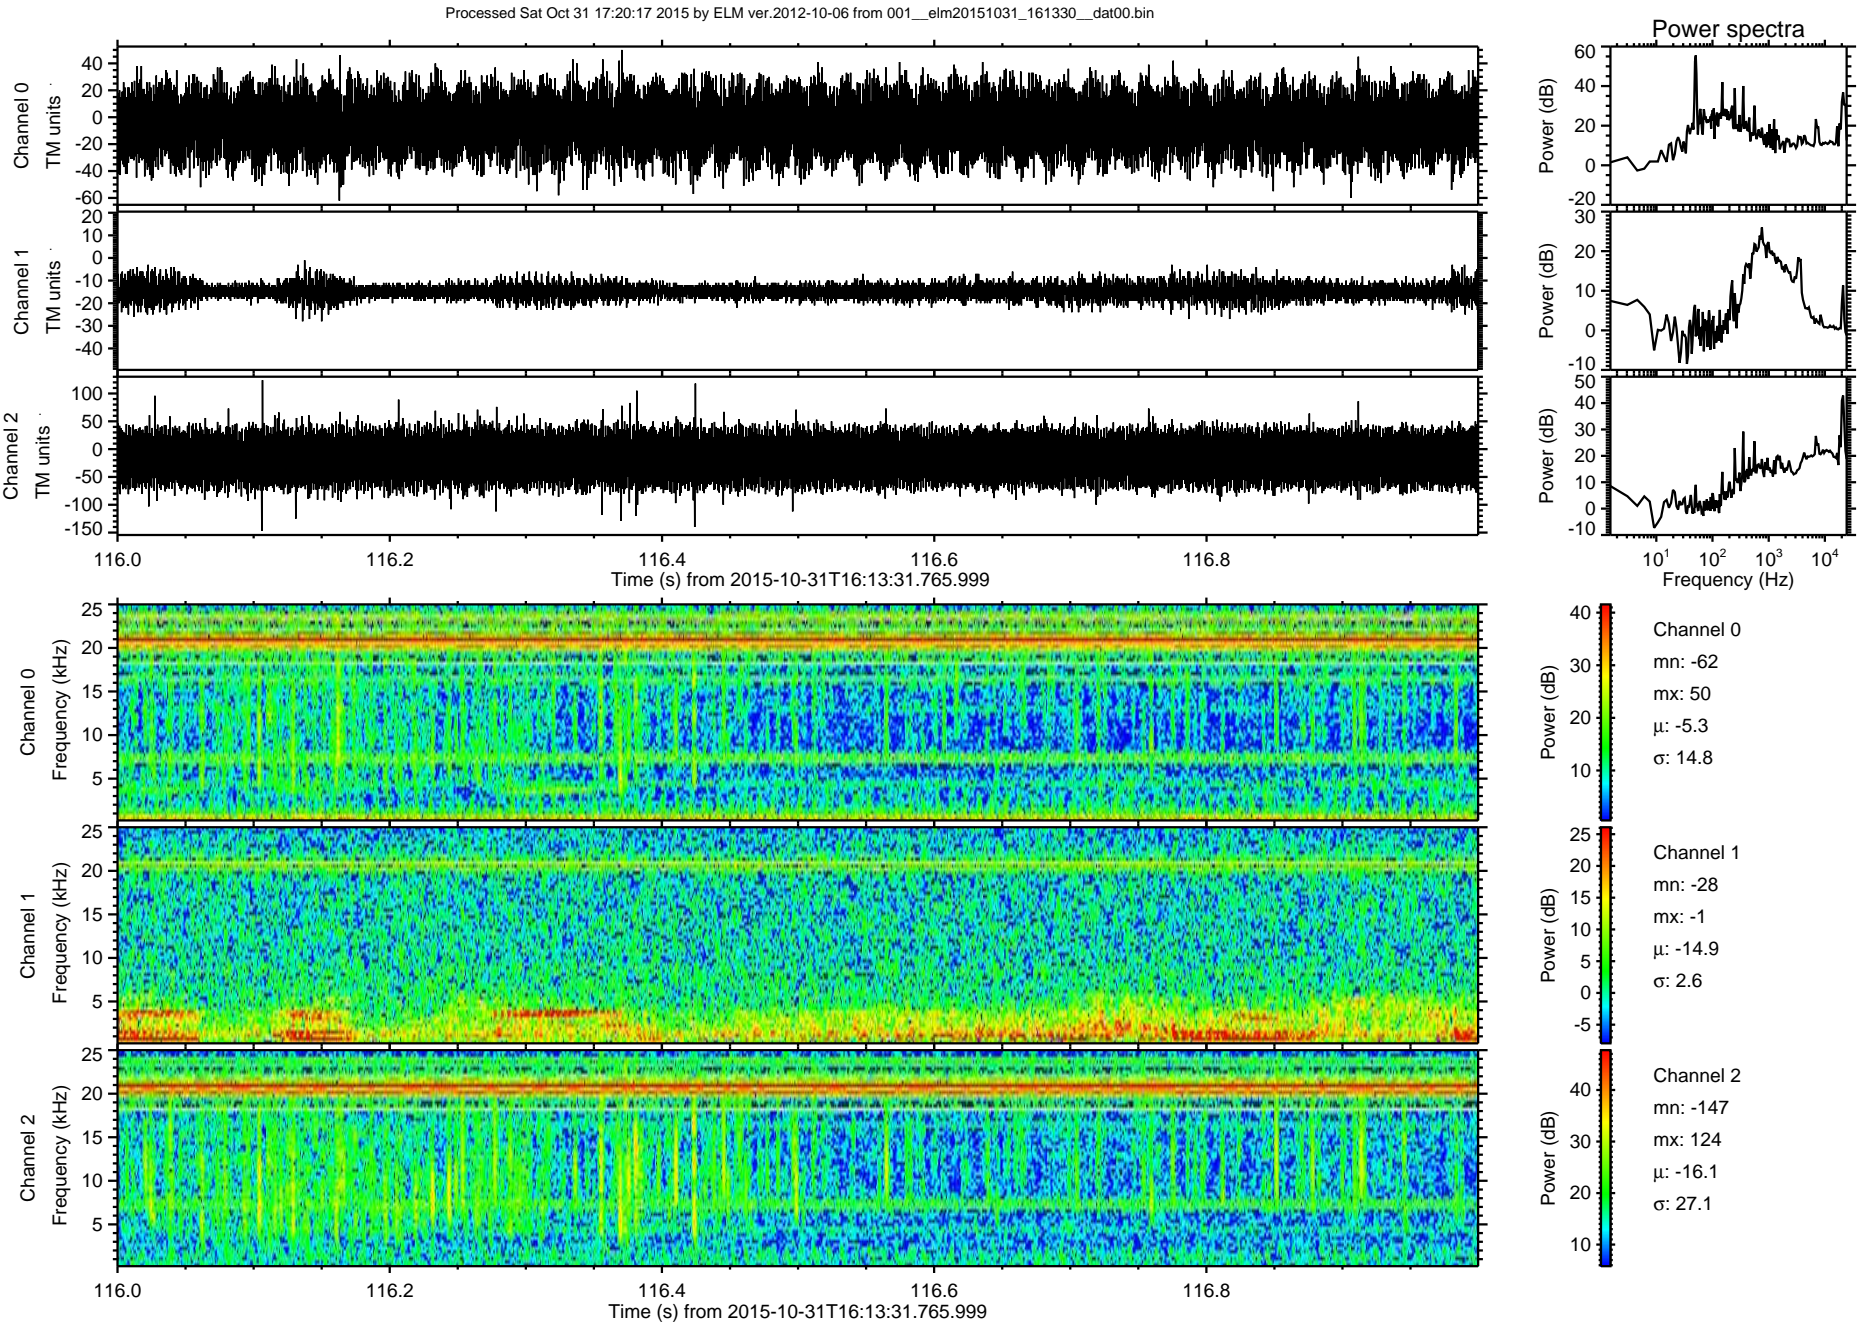 Processed Sat Oct 31 17:20:17 2015 by ELM ver.2012-10-06 from 001__elm20151031_161330__dat00.bin
Power spectra
Channel 0
TM units
40
20
0
-20
-40
-60
Power (dB)
60
40
20
0
-20
Channel 1
TM units
20
10
0
-10
-20
-30
-40
Power (dB)
30
20
10
0
-10
Channel 2
TM units
100
50
0
-50
-100
-150
Power (dB)
50
40
30
20
10
0
-10
116.0 116.2 116.4 116.6 116.8
Time (s) from 2015-10-31T16:13:31.765.999
10^1 10^2 10^3 10^4
Frequency (Hz)
Channel 0
Frequency (kHz)
25
20
15
10
5
Power (dB)
40
30
20
10
Channel 0
mn: -62
mx: 50
μ: -5.3
σ: 14.8
Channel 1
Frequency (kHz)
25
20
15
10
5
Power (dB)
25
20
15
10
5
0
-5
Channel 1
mn: -28
mx: -1
μ: -14.9
σ: 2.6
Channel 2
Frequency (kHz)
25
20
15
10
5
Power (dB)
40
30
20
10
Channel 2
mn: -147
mx: 124
μ: -16.1
σ: 27.1
116.0 116.2 116.4 116.6 116.8
Time (s) from 2015-10-31T16:13:31.765.999